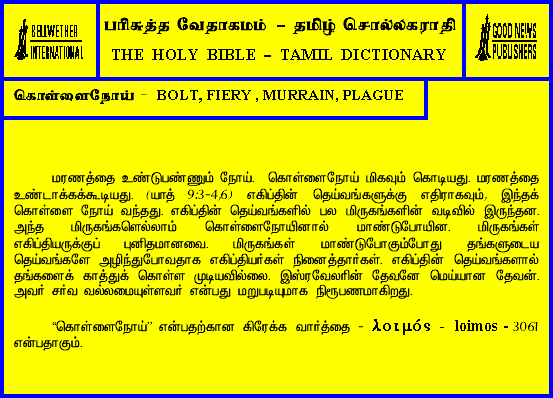 BELLWETHER
INTERNATIONAL
பரிசுத்த வேதாகமம் - தமிழ் சொல்லகராதி
THE HOLY BIBLE – TAMIL DICTIONARY
GOOD NEWS
PUBLISHERS
கொள்ளைநோய் - BOLT, FIERY , MURRAIN, PLAGUE
மரணத்தை உண்டுபண்ணும் நோய். கொள்ளைநோய் மிகவும் கொடியது. மரணத்தை
உண்டாக்கக்கூடியது. (யாத் 9:3-4,6) எகிப்தின் தெய்வங்களுக்கு எதிராகவும், இந்தக்
கொள்ளை நோய் வந்தது. எகிப்தின் தெய்வங்களில் பல மிருகங்களின் வடிவில் இருந்தன.
அந்த மிருகங்களெல்லாம் கொள்ளைநோயினால் மாண்டுபோயின. மிருகங்கள்
எகிப்தியருக்குப் புனிதமானவை. மிருகங்கள் மாண்டுபோகும்போது தங்களுடைய
தெய்வங்களே அழிந்துபோவதாக எகிப்தியர்கள் நினைத்தார்கள். எகிப்தின் தெய்வங்களால்
தங்களைக் காத்துக் கொள்ள முடியவில்லை. இஸ்ரவேலரின் தேவனே மெய்யான தேவன்.
அவர் சர்வ வல்லமையுள்ளவர் என்பது மறுபடியுமாக நிரூபணமாகிறது.
“கொள்ளைநோய்” என்பதற்கான கிரேக்க வார்த்தை - λοιμός - loimos - 3061
என்பதாகும்.